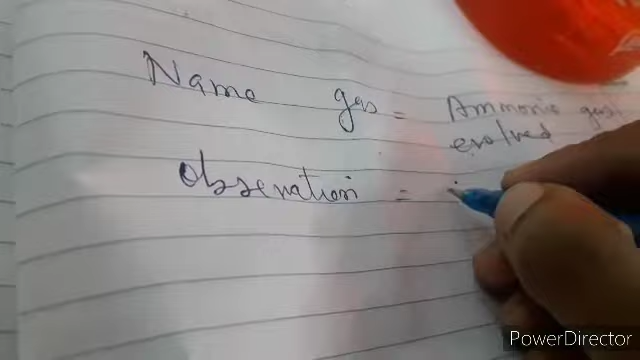 Name gas = Ammonia gas
evolved
Observation =
PowerDirector